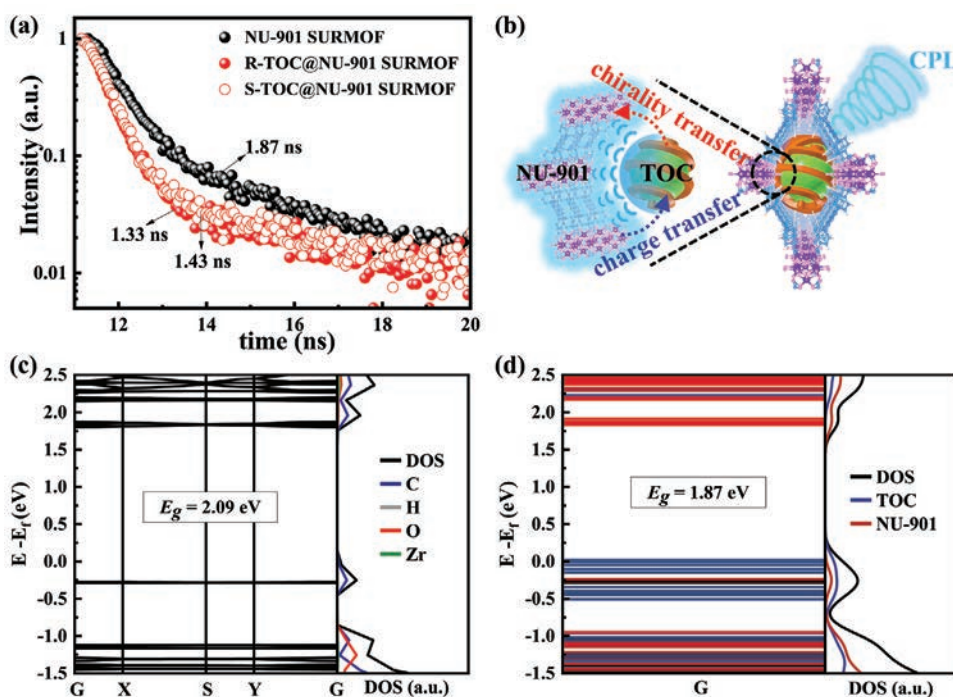 (a)
NU-901 SURMOF
R-TOC@NU-901 SURMOF
S-TOC@NU-901 SURMOF
1.87 ns
1.33 ns
1.43 ns
Intensity (a.u.)
1
0.1
0.01
12 14 16 18 20
time (ns)
(b)
CPL
chirality transfer
NU-901
TOC
charge transfer
(c)
E -E_f (eV)
2.5
2.0
1.5
1.0
0.5
0.0
-0.5
-1.0
-1.5
E_g = 2.09 eV
DOS
C
H
O
Zr
G X S Y G DOS (a.u.)
(d)
E -E_f (eV)
2.5
2.0
1.5
1.0
0.5
0.0
-0.5
-1.0
-1.5
E_g = 1.87 eV
DOS
TOC
NU-901
G DOS (a.u.)